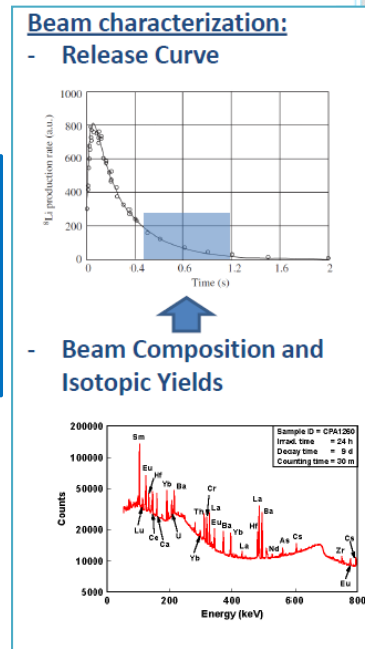 Beam characterization:
- Release Curve
1000
800
600
400
200
0
⁸Li production rate (a.u.)
0 0.4 0.6 1.2 1.6 2
Time (s)
- Beam Composition and
Isotopic Yields
200000
100000
50000
20000
10000
5000
Counts
Sample ID = CPA1260
Irrad. time = 24 h
Decay time = 9 d
Counting time = 30 m
Sm
Eu
Hf
Yb
Ba
Cr
La
Th
Eu
Ba
Yb
La
La
Hf
Ba
Nd
As
Cs
Zr
Eu
Cs
Lu
Ce
Ca
U
Yb
0 200 400 600 800
Energy (keV)